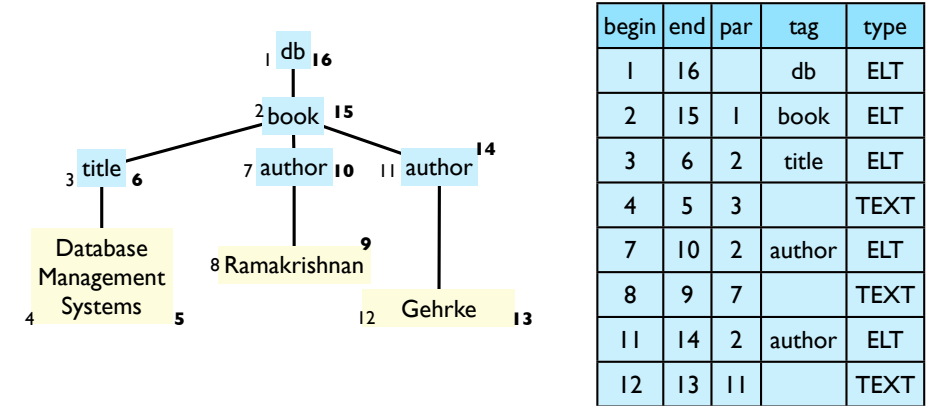 1 db 16
2 book 15
3 title 6
7 author 10
11 author 14
4 Database Management Systems 5
8 Ramakrishnan 9
12 Gehrke 13
begin end par tag type
1 16 db ELT
2 15 1 book ELT
3 6 2 title ELT
4 5 3 TEXT
7 10 2 author ELT
8 9 7 TEXT
11 14 2 author ELT
12 13 11 TEXT